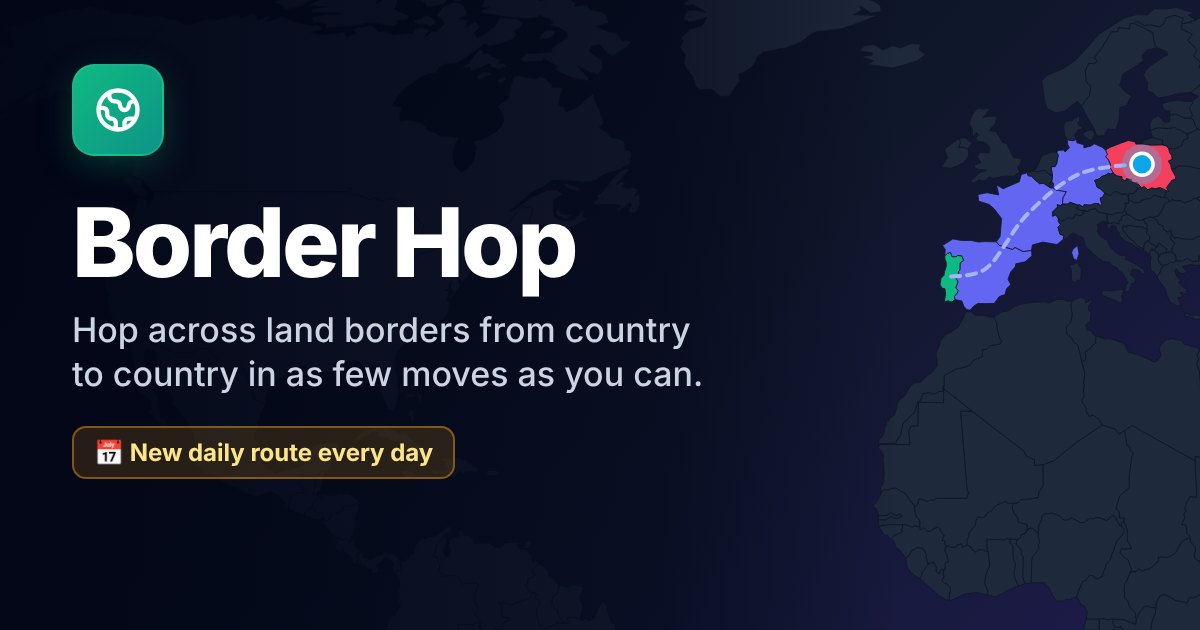 Border Hop
Hop across land borders from country
to country in as few moves as you can.
📅 New daily route every day